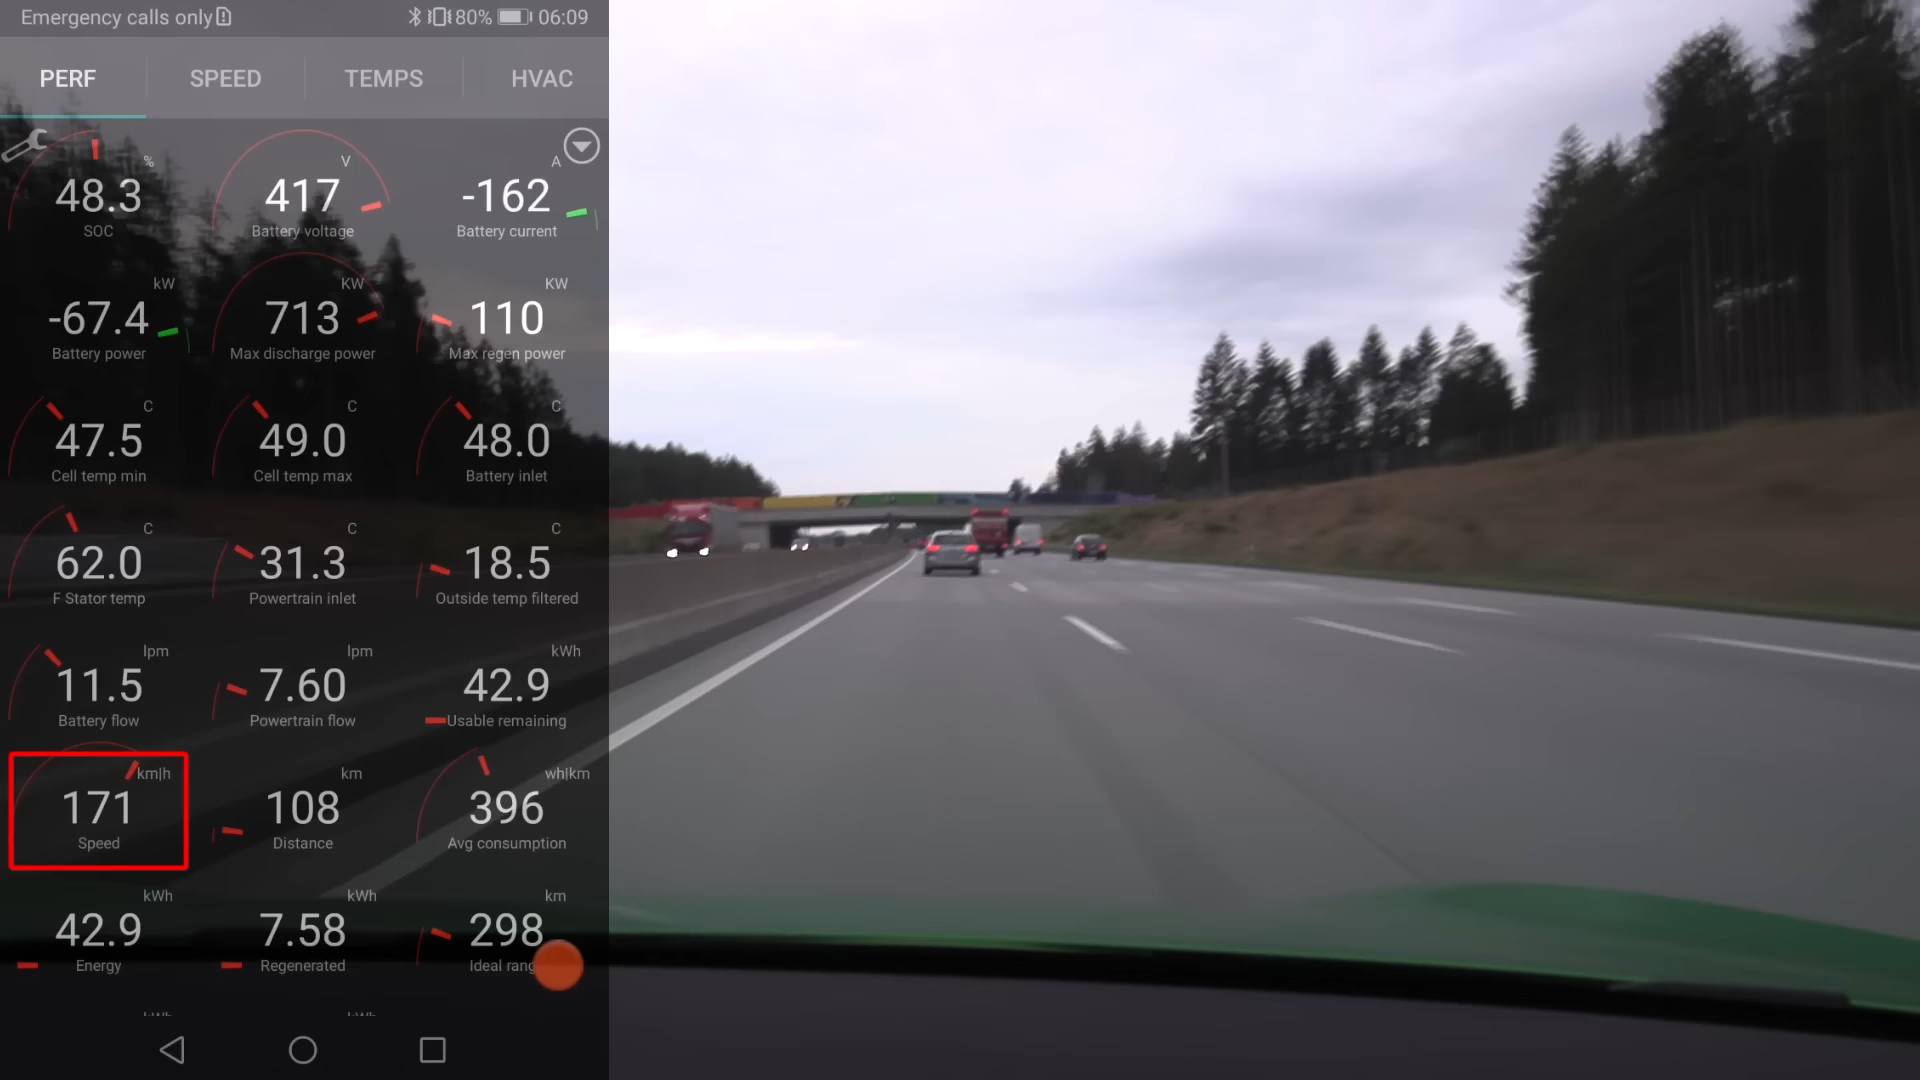 Emergency calls only 80% 06:09
PERF SPEED TEMPS HVAC
% V A
48.3 417 -162
SOC Battery voltage Battery current
kW KW KW
-67.4 713 110
Battery power Max discharge power Max regen power
C C C
47.5 49.0 48.0
Cell temp min Cell temp max Battery inlet
C C C
62.0 31.3 18.5
F Stator temp Powertrain inlet Outside temp filtered
lpm lpm kWh
11.5 7.60 42.9
Battery flow Powertrain flow Usable remaining
km|h km wh|km
171 108 396
Speed Distance Avg consumption
kWh kWh km
42.9 7.58 298
Energy Regenerated Ideal rang